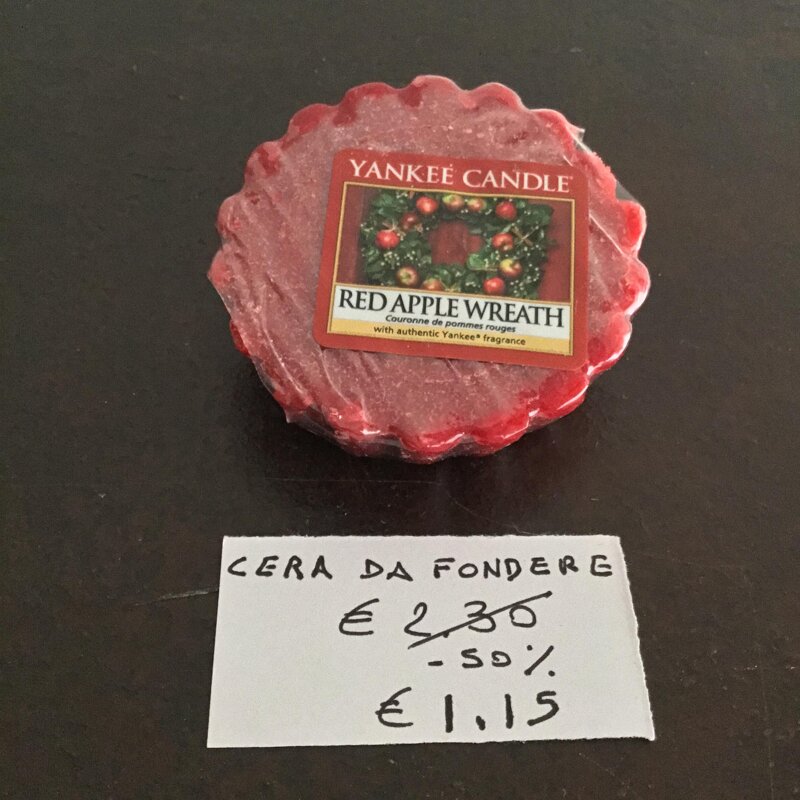 YANKEE CANDLE®
RED APPLE WREATH
Couronne de pommes rouges
with authentic Yankee® fragrance
CERA DA FONDERE
€ 2.30
-50%
€ 1.15